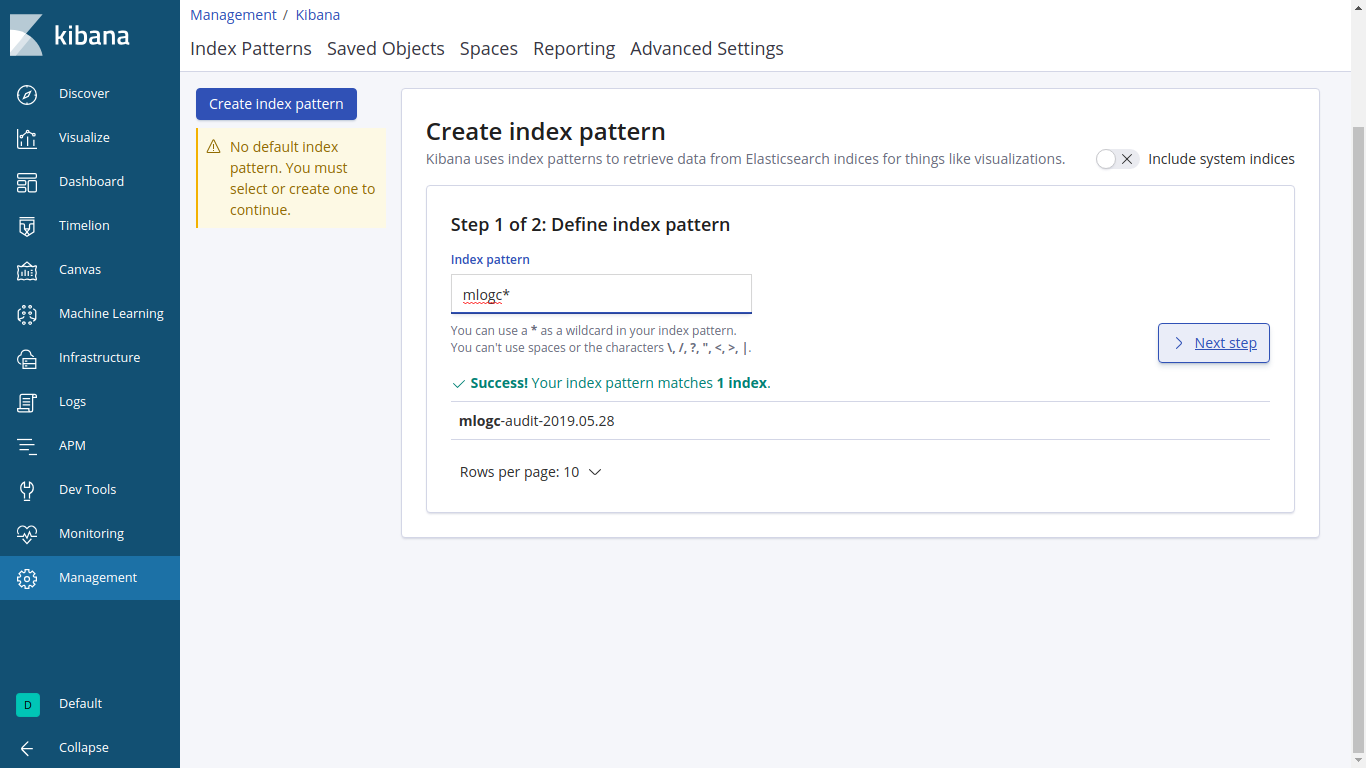 kibana
Discover
Visualize
Dashboard
Timelion
Canvas
Machine Learning
Infrastructure
Logs
APM
Dev Tools
Monitoring
Management
D Default
Collapse
Management / Kibana
Index Patterns Saved Objects Spaces Reporting Advanced Settings
Create index pattern
No default index
pattern. You must
select or create one to
continue.
Create index pattern
Kibana uses index patterns to retrieve data from Elasticsearch indices for things like visualizations.
Include system indices
Step 1 of 2: Define index pattern
Index pattern
mlogc*
You can use a * as a wildcard in your index pattern.
You can't use spaces or the characters \, /, ?, ", <, >, |.
Next step
Success! Your index pattern matches 1 index.
mlogc-audit-2019.05.28
Rows per page: 10